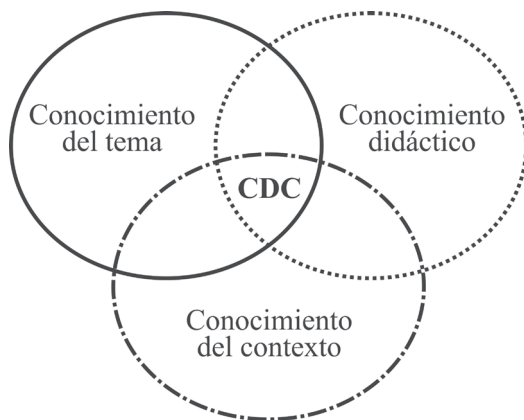 Conocimiento
del tema
Conocimiento
didáctico
CDC
Conocimiento
del contexto